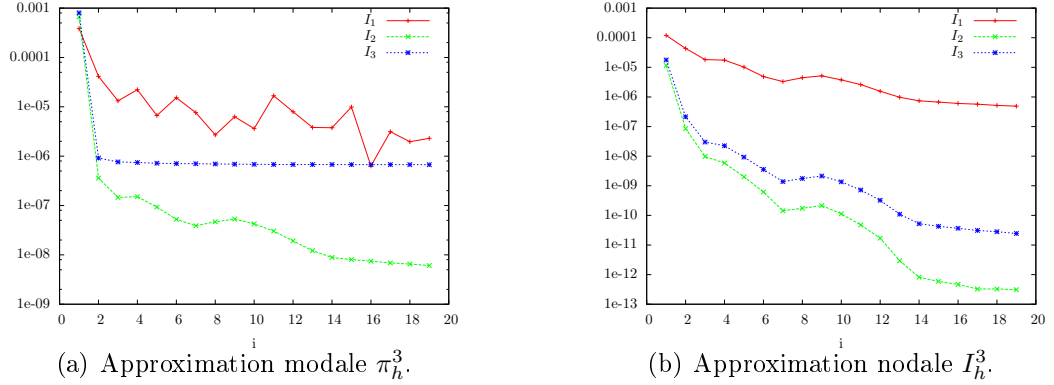 0.001
0.0001
1e-05
1e-06
1e-07
1e-08
1e-09
0 2 4 6 8 10 12 14 16 18 20
i
I₁
I₂
I₃
(a) Approximation modale π³ₕ.
0.001
0.0001
1e-05
1e-06
1e-07
1e-08
1e-09
1e-10
1e-11
1e-12
1e-13
0 2 4 6 8 10 12 14 16 18 20
i
I₁
I₂
I₃
(b) Approximation nodale I³ₕ.